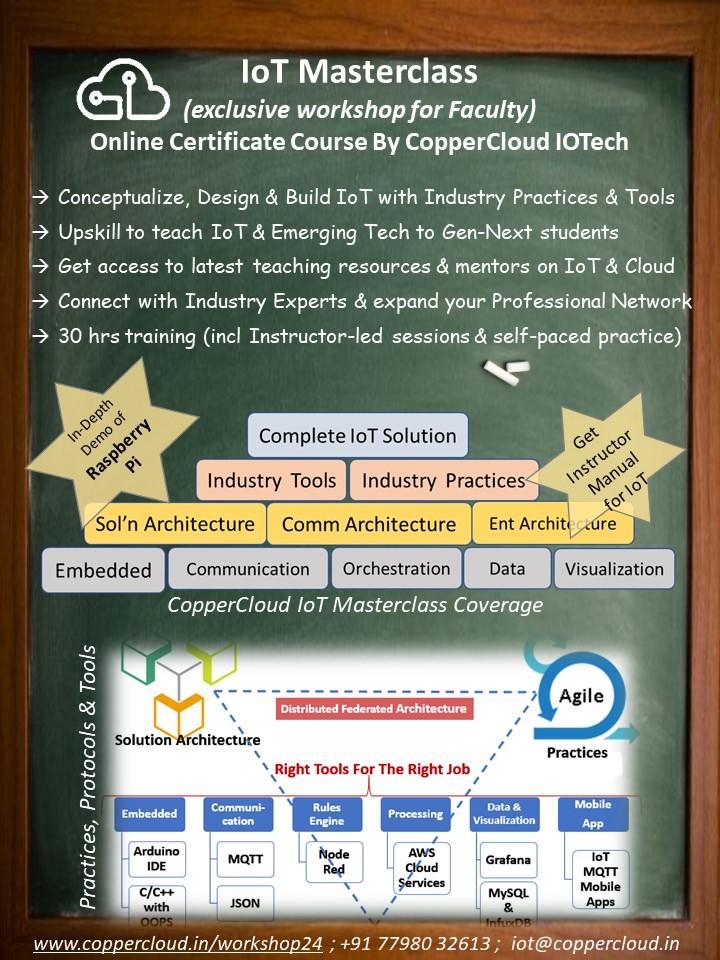 IoT Masterclass
(exclusive workshop for Faculty)
Online Certificate Course By CopperCloud IOTech
→ Conceptualize, Design & Build IoT with Industry Practices & Tools
→ Upskill to teach IoT & Emerging Tech to Gen-Next students
→ Get access to latest teaching resources & mentors on IoT & Cloud
→ Connect with Industry Experts & expand your Professional Network
→ 30 hrs training (incl Instructor-led sessions & self-paced practice)
In-Depth
Demo of
Raspberry
Pi
Get
Instructor
Manual
for IoT
Complete IoT Solution
Industry Tools
Industry Practices
Sol'n Architecture
Comm Architecture
Ent Architecture
Embedded
Communication
Orchestration
Data
Visualization
CopperCloud IoT Masterclass Coverage
Practices, Protocols & Tools
Solution Architecture
Distributed Federated Architecture
Agile
Practices
Right Tools For The Right Job
Embedded
Communi-
cation
Rules
Engine
Processing
Data &
Visualization
Mobile
App
Arduino
IDE
MQTT
Node
Red
AWS
Cloud
Services
Grafana
IoT
MQTT
Mobile
Apps
C/C++
with
OOPS
JSON
MySQL
&
InfuxDB
www.coppercloud.in/workshop24 ; +91 77980 32613 ; iot@coppercloud.in